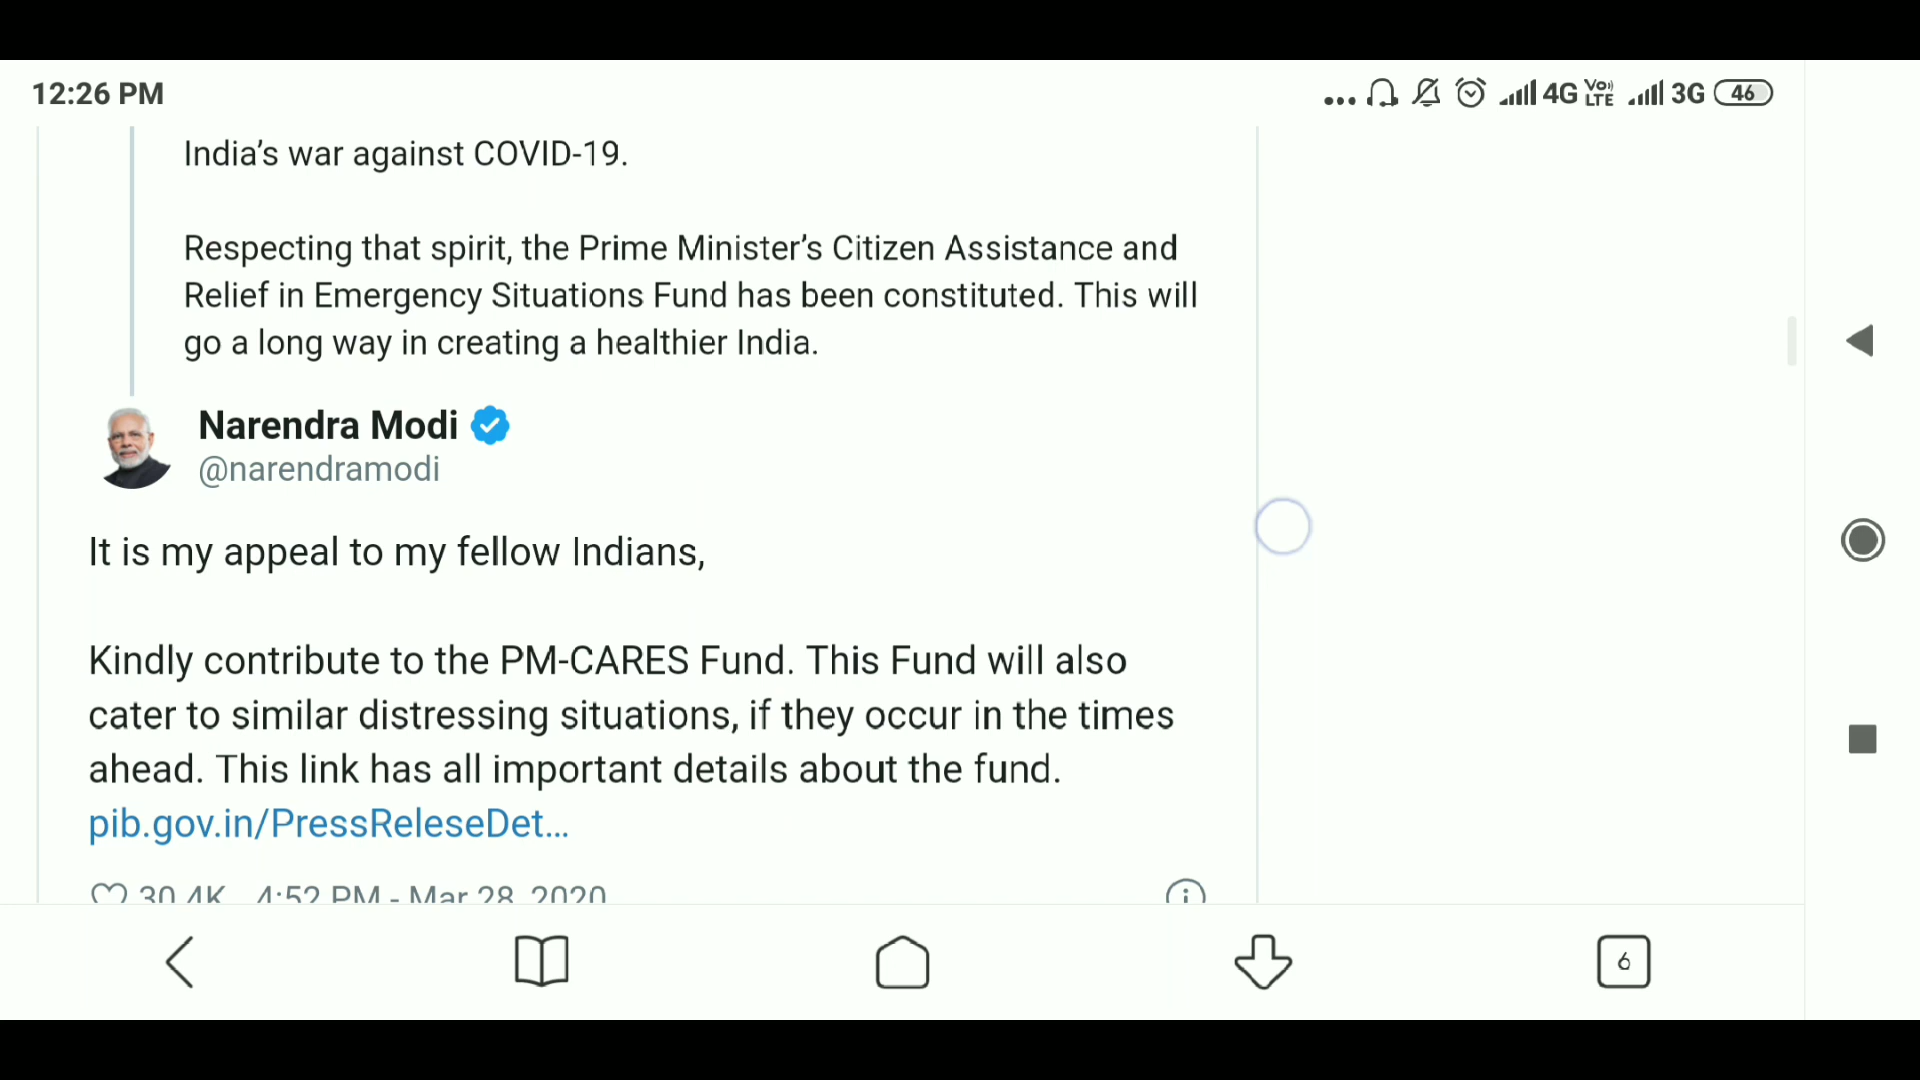 12:26 PM
4G Vo) LTE 3G 46
India’s war against COVID-19.
Respecting that spirit, the Prime Minister’s Citizen Assistance and
Relief in Emergency Situations Fund has been constituted. This will
go a long way in creating a healthier India.
Narendra Modi
@narendramodi
It is my appeal to my fellow Indians,
Kindly contribute to the PM-CARES Fund. This Fund will also
cater to similar distressing situations, if they occur in the times
ahead. This link has all important details about the fund.
pib.gov.in/PressReleseDet...
30.4K 4:52 PM - Mar 28, 2020
6